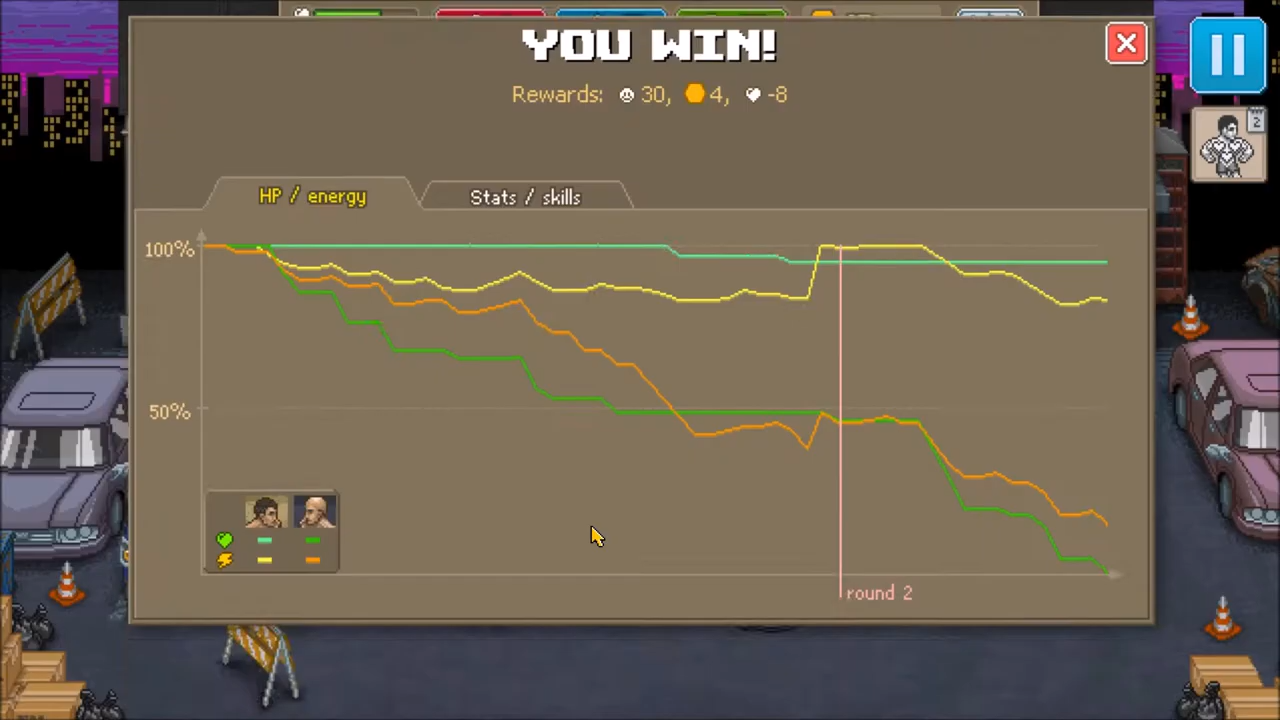 YOU WIN!
Rewards: 30, 4, -8
2
HP / energy
Stats / skills
100%
50%
round 2